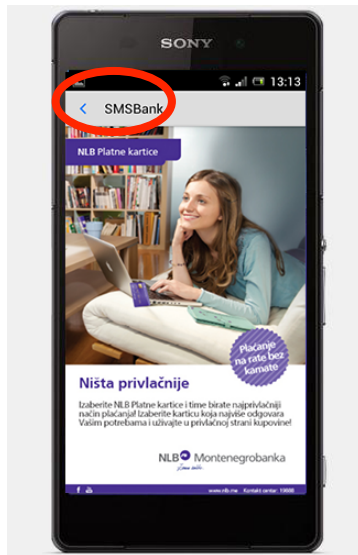 SONY
13:13
SMSBank
NLB Platne kartice
Plaćanje
na rate bez
kamate
Ništa privlačnije
Izaberite NLB Platne kartice i time birate najprivlačniji
način plaćanja! Izaberite karticu koja najviše odgovara
Vašim potrebama i uživajte u privlačnoj strani kupovine!
NLB Montenegrobanka
www.nlb.me Kontakt centar: 19888